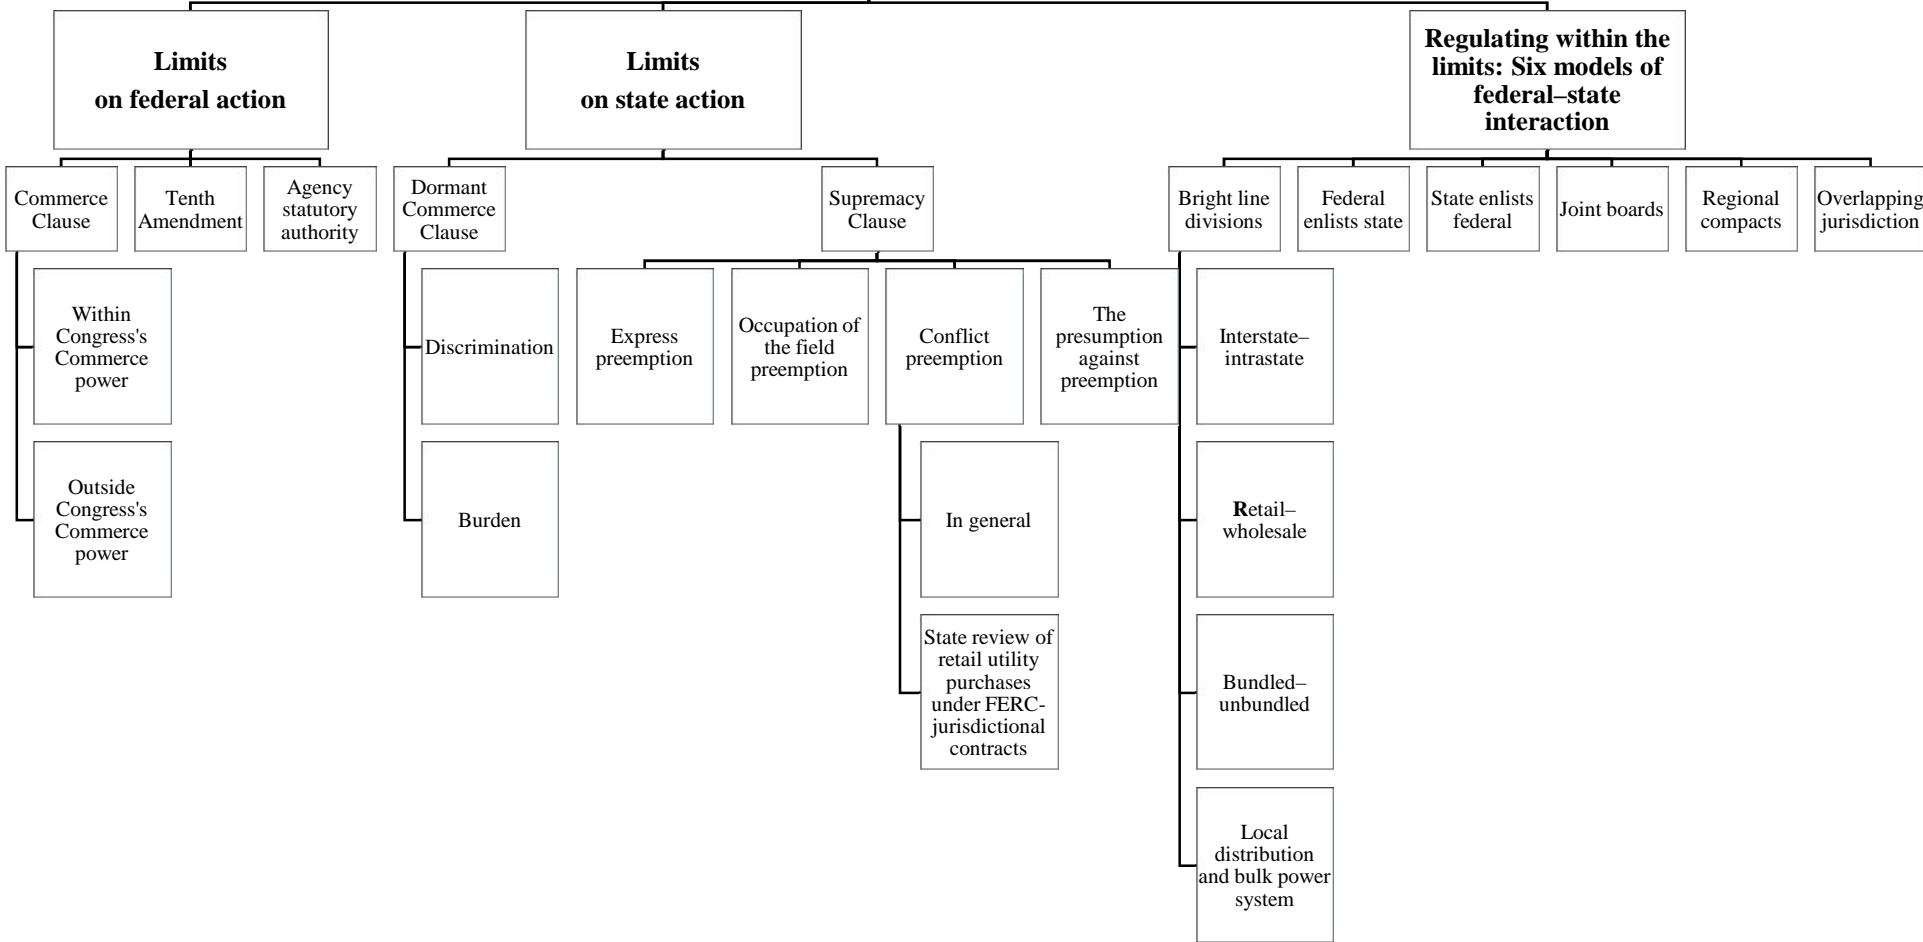 Limits
on federal action
Limits
on state action
Regulating within the
limits: Six models of
federal–state
interaction
Commerce
Clause
Tenth
Amendment
Agency
statutory
authority
Dormant
Commerce
Clause
Supremacy
Clause
Bright line
divisions
Federal
enlists state
State enlists
federal
Joint boards
Regional
compacts
Overlapping
jurisdiction
Within
Congress's
Commerce
power
Discrimination
Express
preemption
Occupation of
the field
preemption
Conflict
preemption
The
presumption
against
preemption
Interstate–
intrastate
Outside
Congress's
Commerce
power
Burden
In general
Retail–
wholesale
State review of
retail utility
purchases
under FERC-
jurisdictional
contracts
Bundled–
unbundled
Local
distribution
and bulk power
system